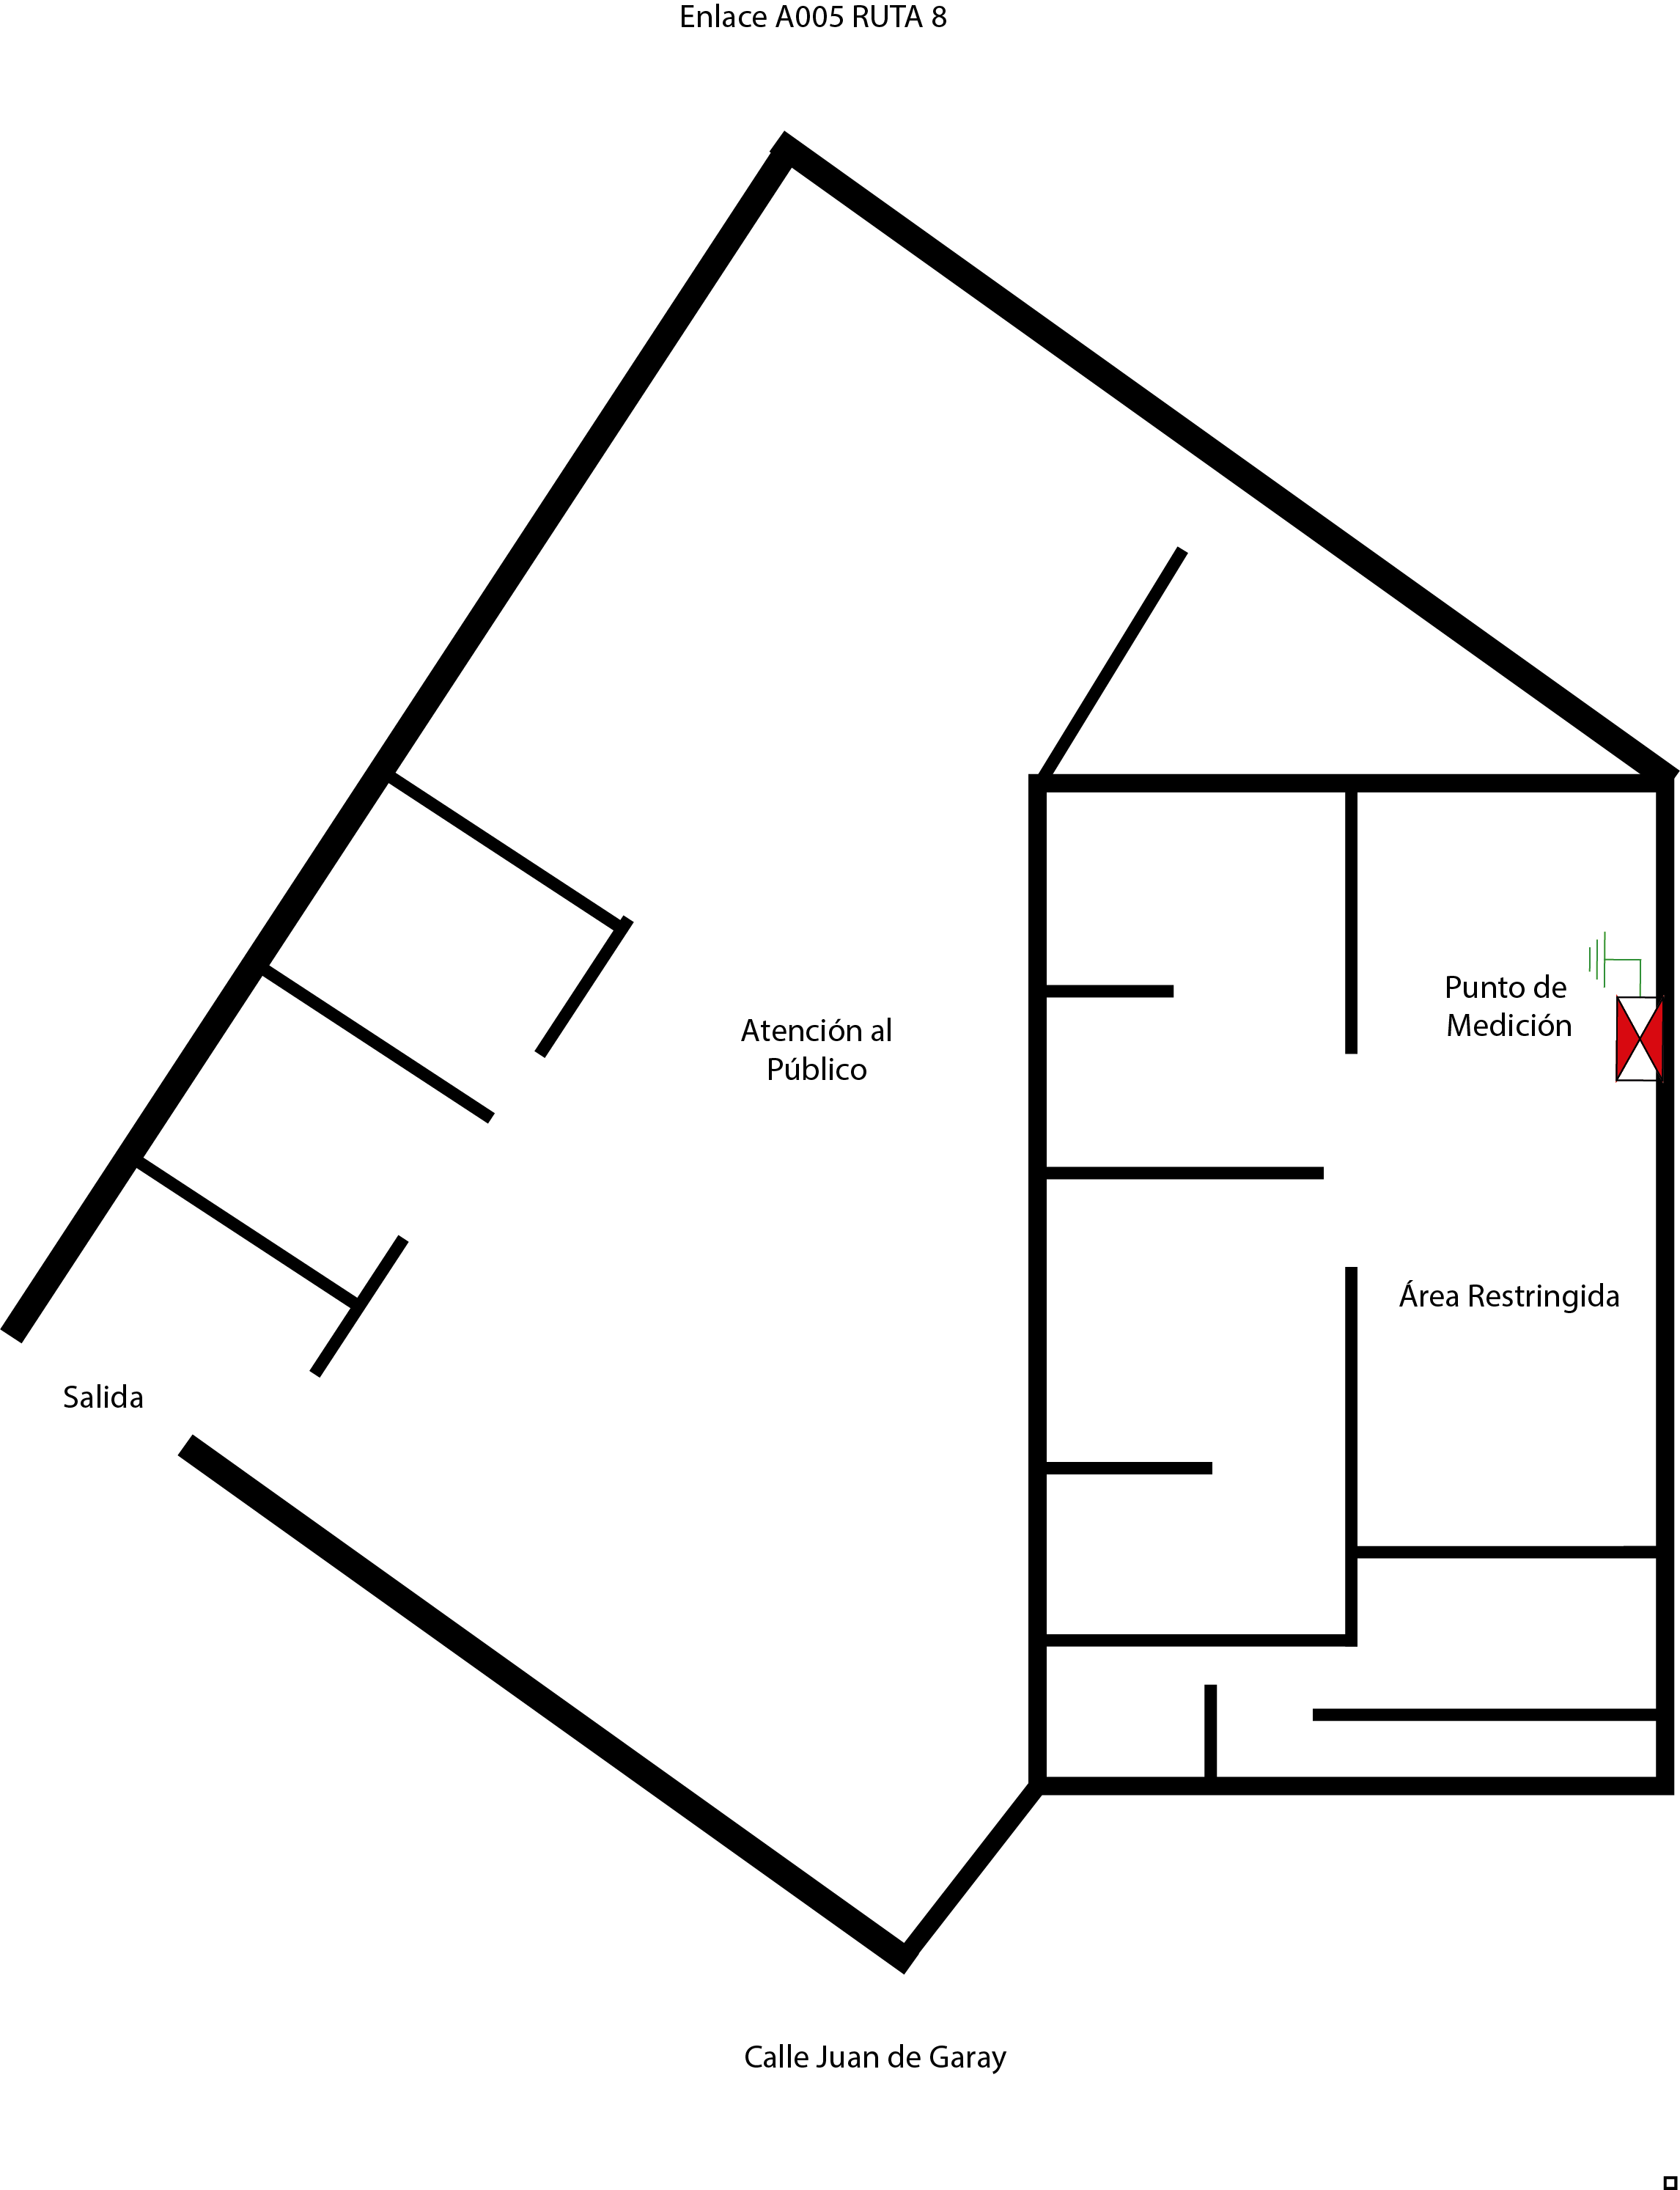 Enlace A005 RUTA 8
Punto de
Medición
Atención al
Público
Área Restringida
Salida
Calle Juan de Garay